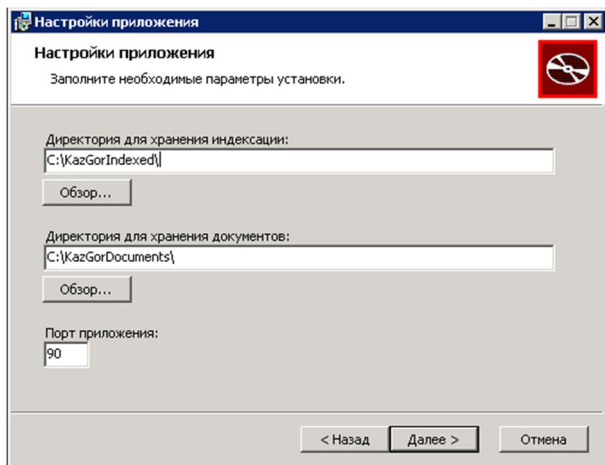 Настройки приложения
Настройки приложения
Заполните необходимые параметры установки.
Директория для хранения индексации:
C:\KazGorIndexed\
Обзор...
Директория для хранения документов:
C:\KazGorDocuments\
Обзор...
Порт приложения:
90
< Назад Далее > Отмена